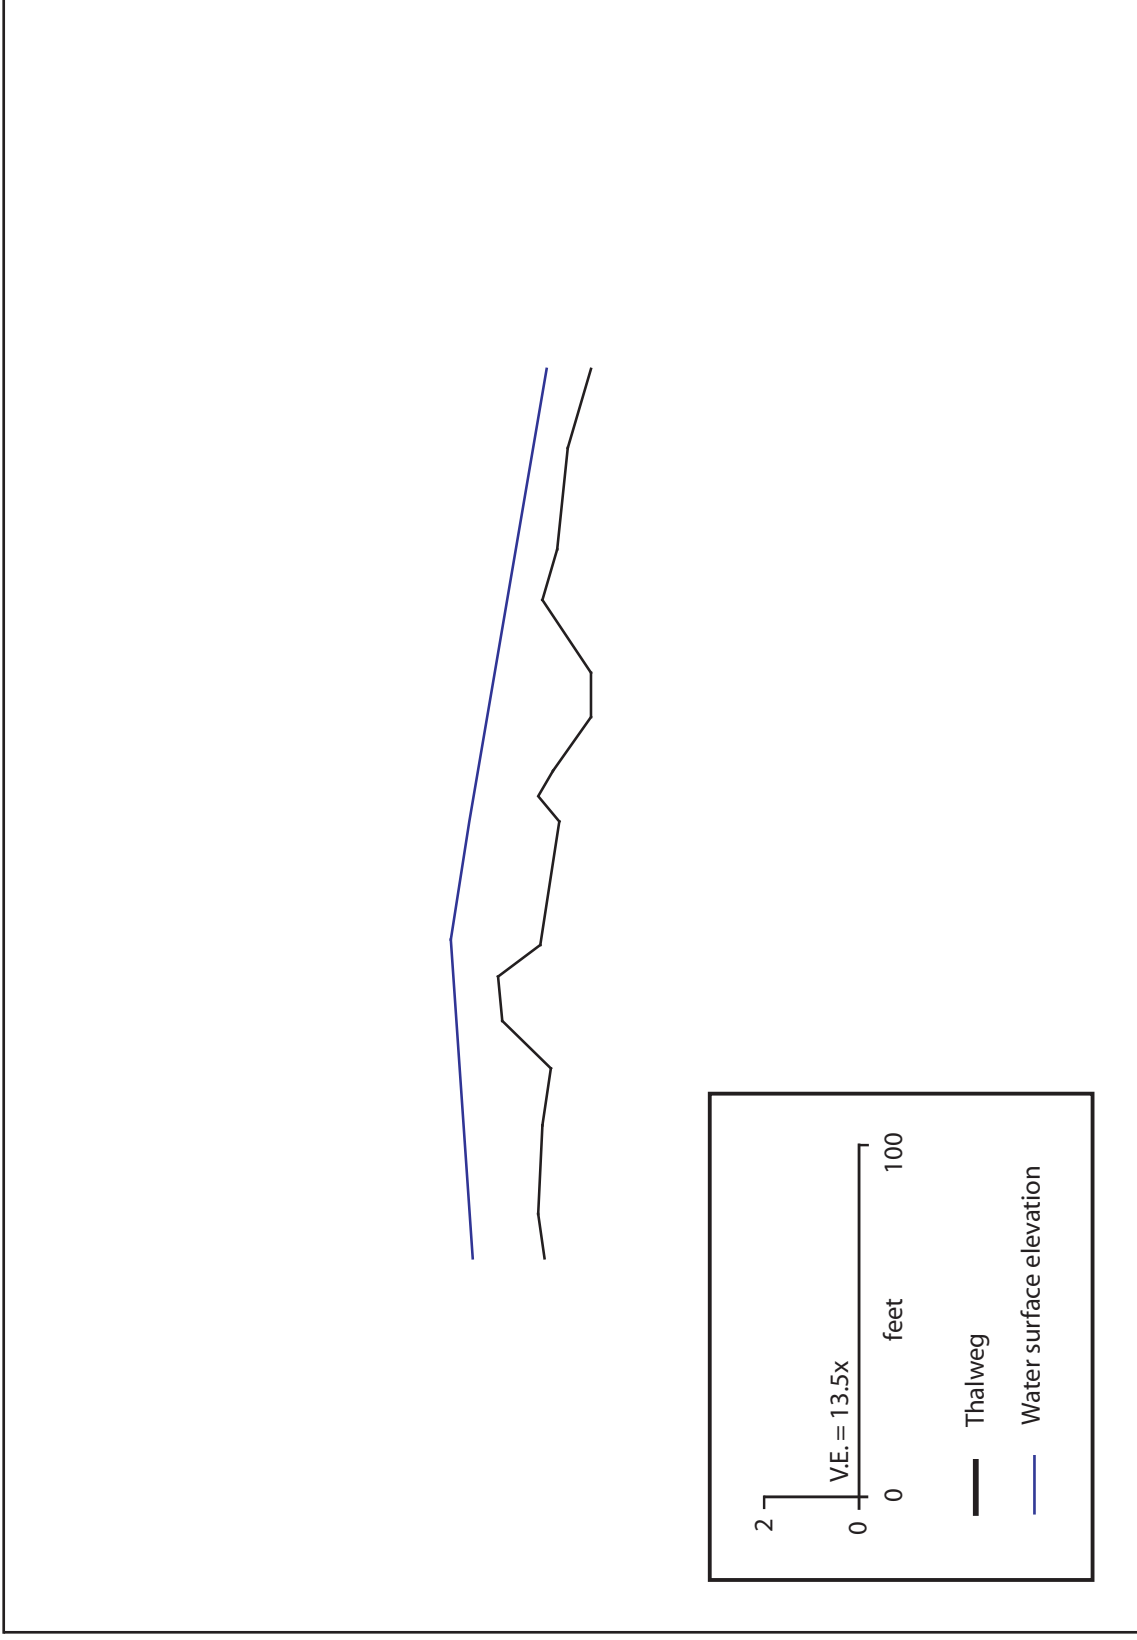 2
0
V.E. = 13.5x
0
feet
100
Thalweg
Water surface elevation